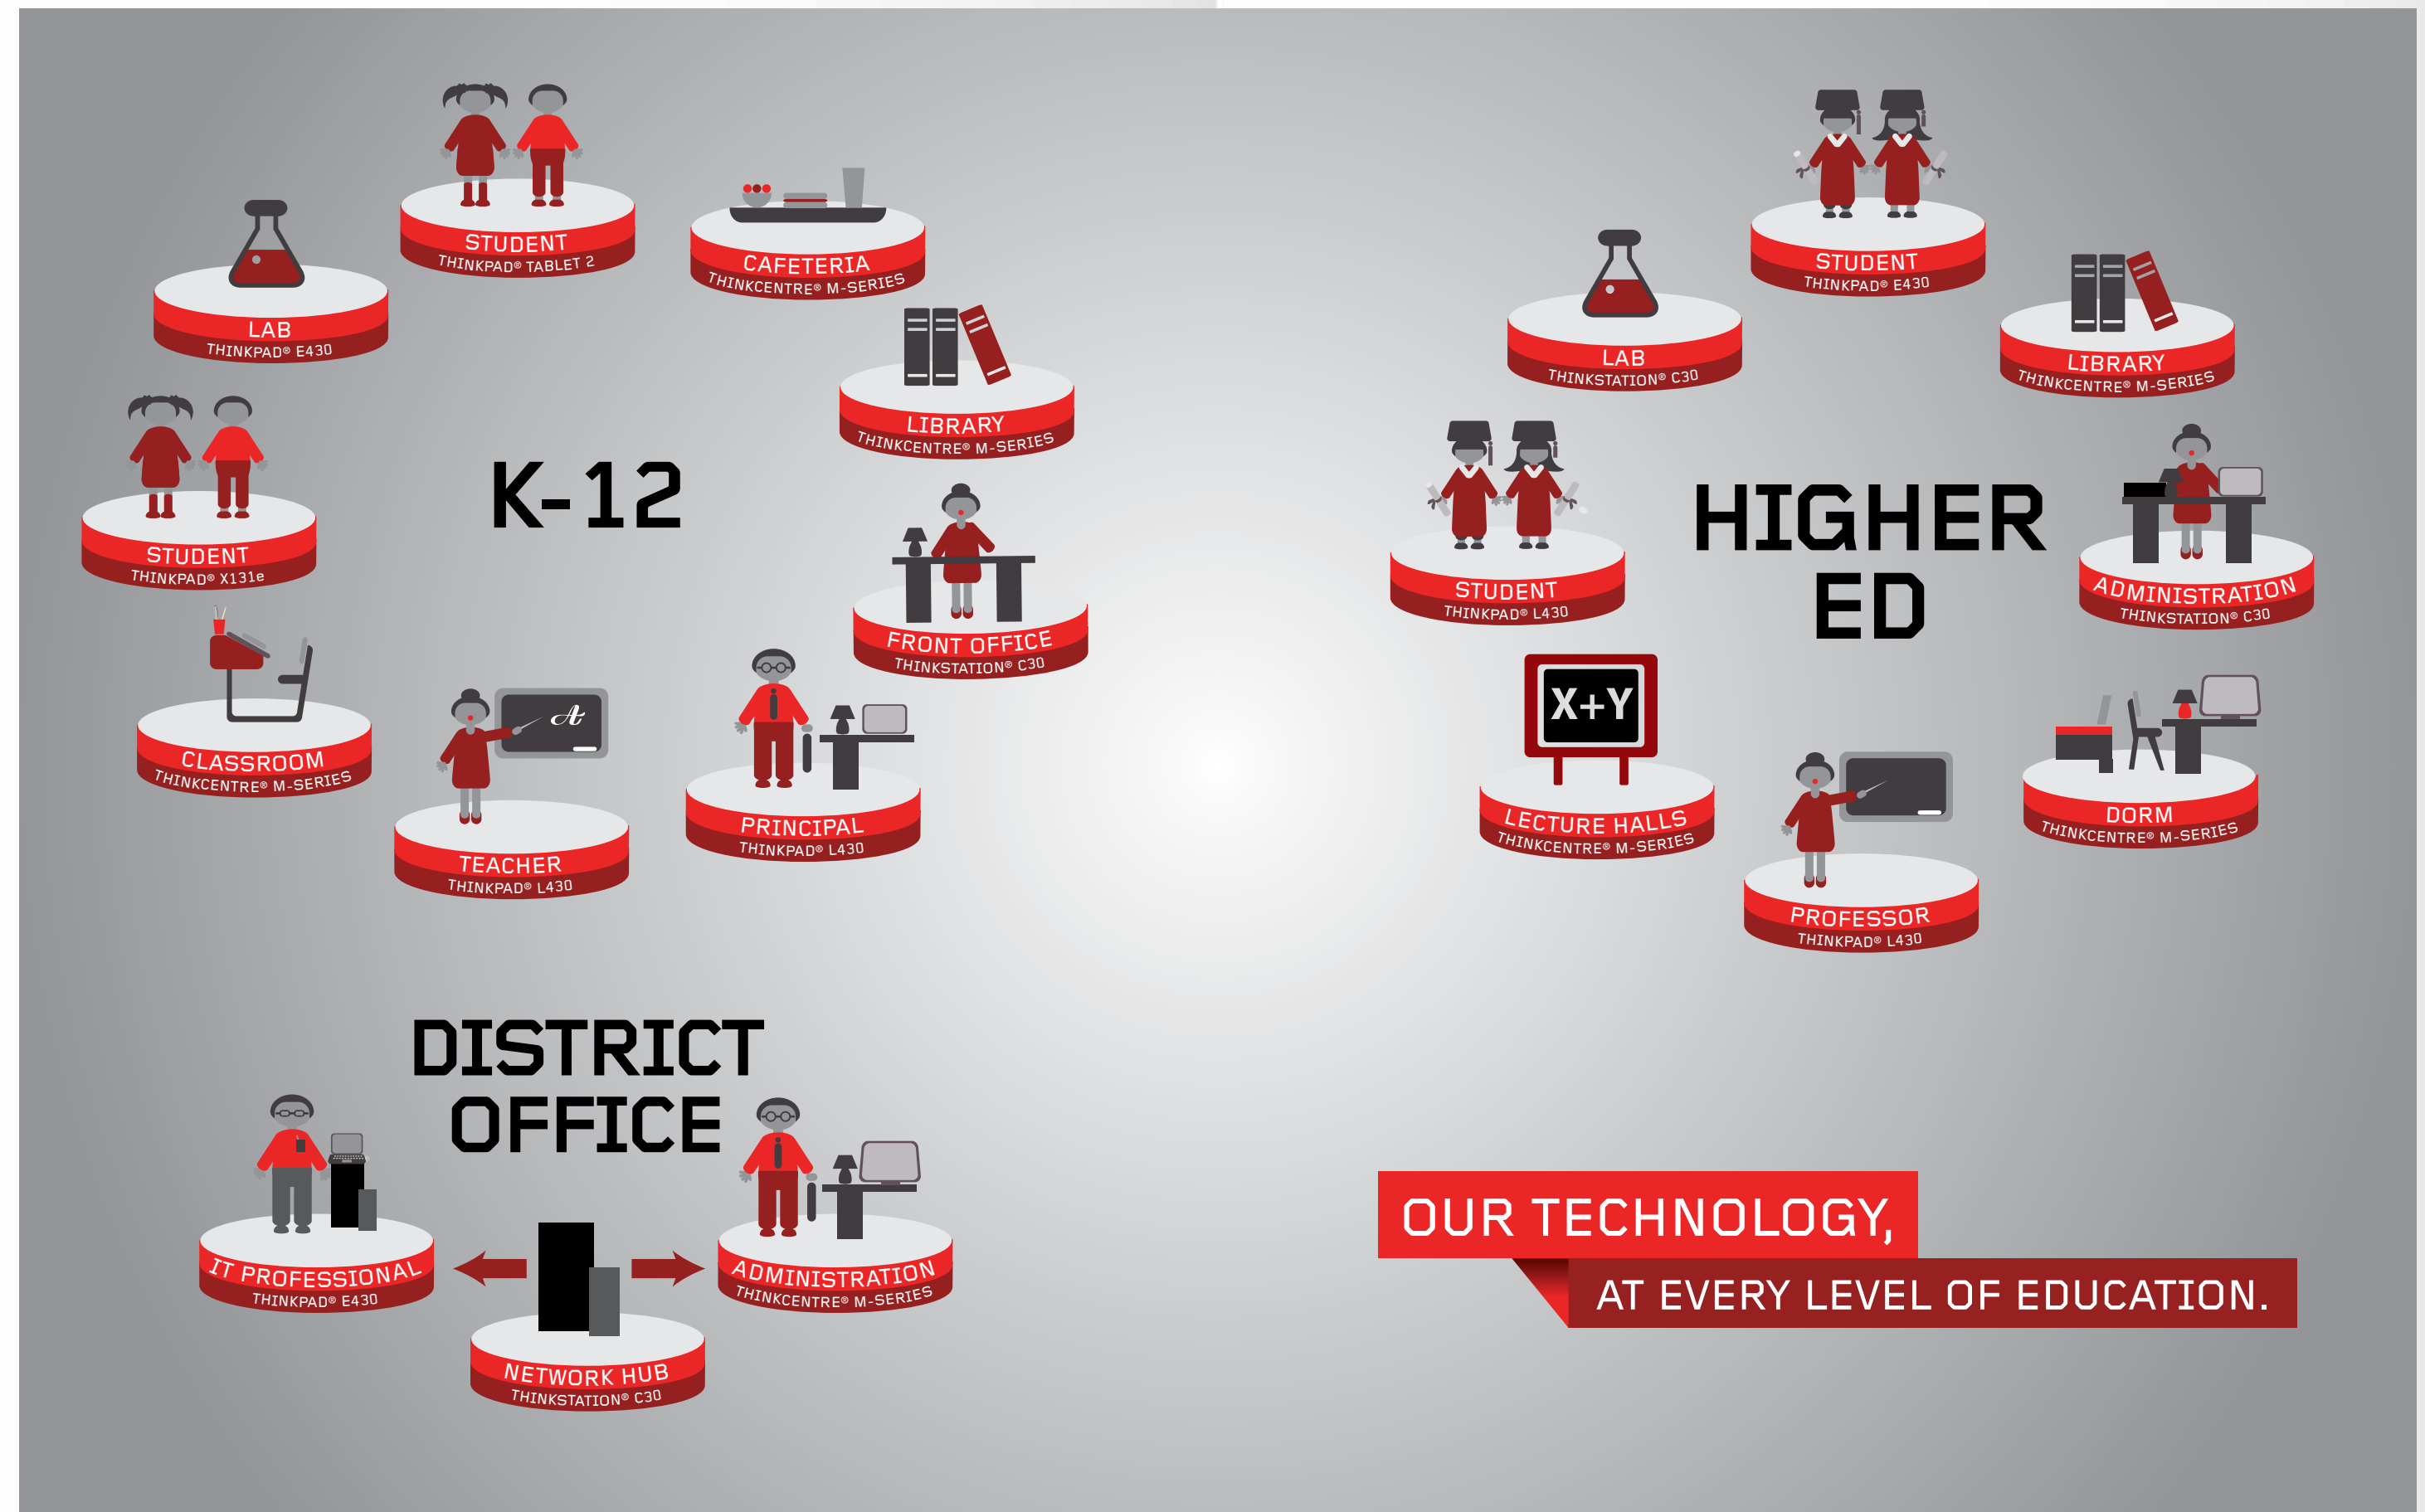 K-12
STUDENT
THINKPAD® TABLET 2
CAFETERIA
THINKCENTRE® M-SERIES
LAB
THINKPAD® E430
LIBRARY
THINKCENTRE® M-SERIES
STUDENT
THINKPAD® X131e
FRONT OFFICE
THINKSTATION® C30
CLASSROOM
THINKCENTRE® M-SERIES
A
TEACHER
THINKPAD® L430
PRINCIPAL
THINKPAD® L430
HIGHER
ED
STUDENT
THINKPAD® E430
LAB
THINKSTATION® C30
LIBRARY
THINKCENTRE® M-SERIES
STUDENT
THINKPAD® L430
ADMINISTRATION
THINKSTATION® C30
X+Y
LECTURE HALLS
THINKCENTRE® M-SERIES
DORM
THINKCENTRE® M-SERIES
PROFESSOR
THINKPAD® L430
DISTRICT
OFFICE
IT PROFESSIONAL
THINKPAD® E430
ADMINISTRATION
THINKCENTRE® M-SERIES
NETWORK HUB
THINKSTATION® C30
OUR TECHNOLOGY,
AT EVERY LEVEL OF EDUCATION.